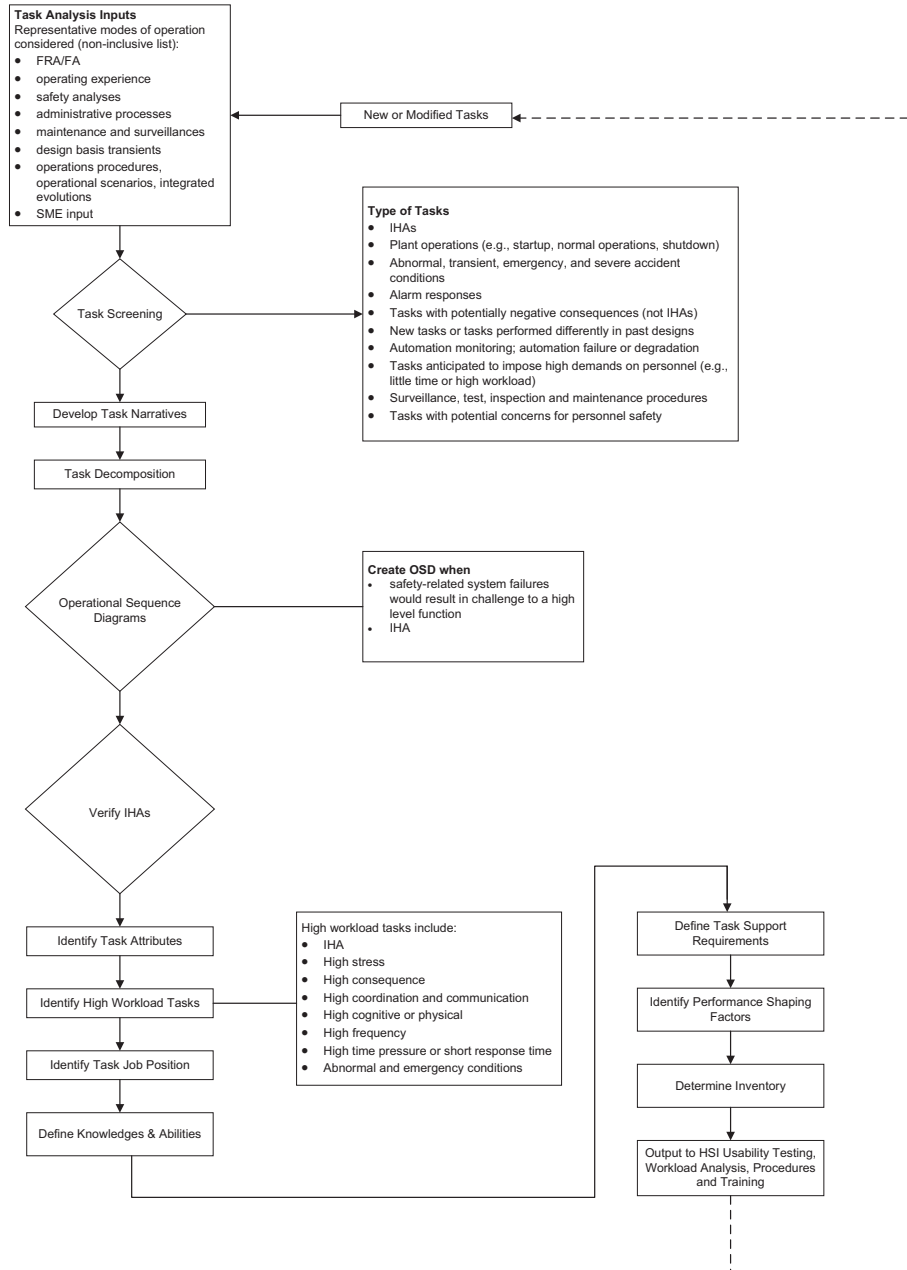 Task Analysis Inputs
Representative modes of operation
considered (non-inclusive list):
• FRA/FA
• operating experience
• safety analyses
• administrative processes
• maintenance and surveillances
• design basis transients
• operations procedures,
operational scenarios, integrated
evolutions
• SME input
New or Modified Tasks
Task Screening
Type of Tasks
• IHAs
• Plant operations (e.g., startup, normal operations, shutdown)
• Abnormal, transient, emergency, and severe accident
conditions
• Alarm responses
• Tasks with potentially negative consequences (not IHAs)
• New tasks or tasks performed differently in past designs
• Automation monitoring; automation failure or degradation
• Tasks anticipated to impose high demands on personnel (e.g.,
little time or high workload)
• Surveillance, test, inspection and maintenance procedures
• Tasks with potential concerns for personnel safety
Develop Task Narratives
Task Decomposition
Operational Sequence
Diagrams
Create OSD when
• safety-related system failures
would result in challenge to a high
level function
• IHA
Verify IHAs
Identify Task Attributes
Identify High Workload Tasks
High workload tasks include:
• IHA
• High stress
• High consequence
• High coordination and communication
• High cognitive or physical
• High frequency
• High time pressure or short response time
• Abnormal and emergency conditions
Identify Task Job Position
Define Knowledges & Abilities
Define Task Support
Requirements
Identify Performance Shaping
Factors
Determine Inventory
Output to HSI Usability Testing,
Workload Analysis, Procedures
and Training